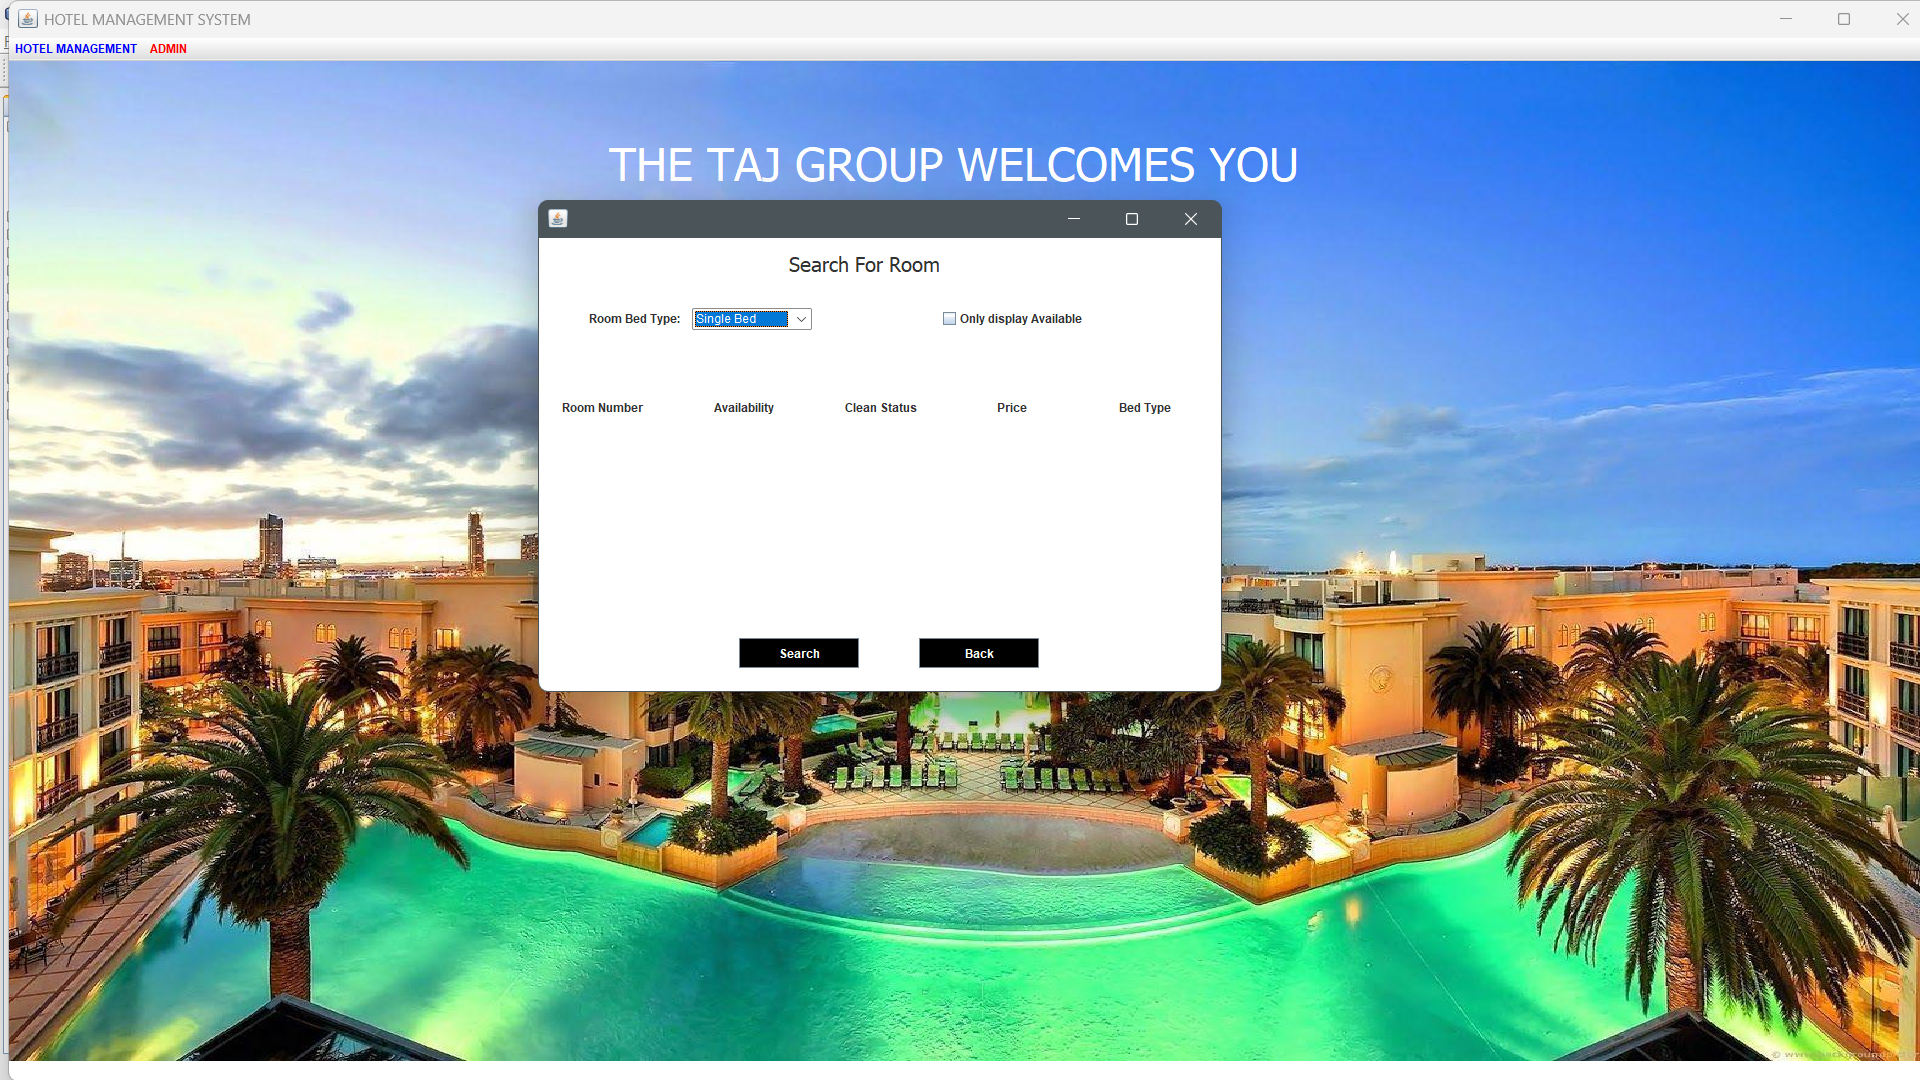 HOTEL MANAGEMENT SYSTEM
HOTEL MANAGEMENT ADMIN
THE TAJ GROUP WELCOMES YOU
Search For Room
Room Bed Type: Single Bed Only display Available
Room Number Availability Clean Status Price Bed Type
Search Back